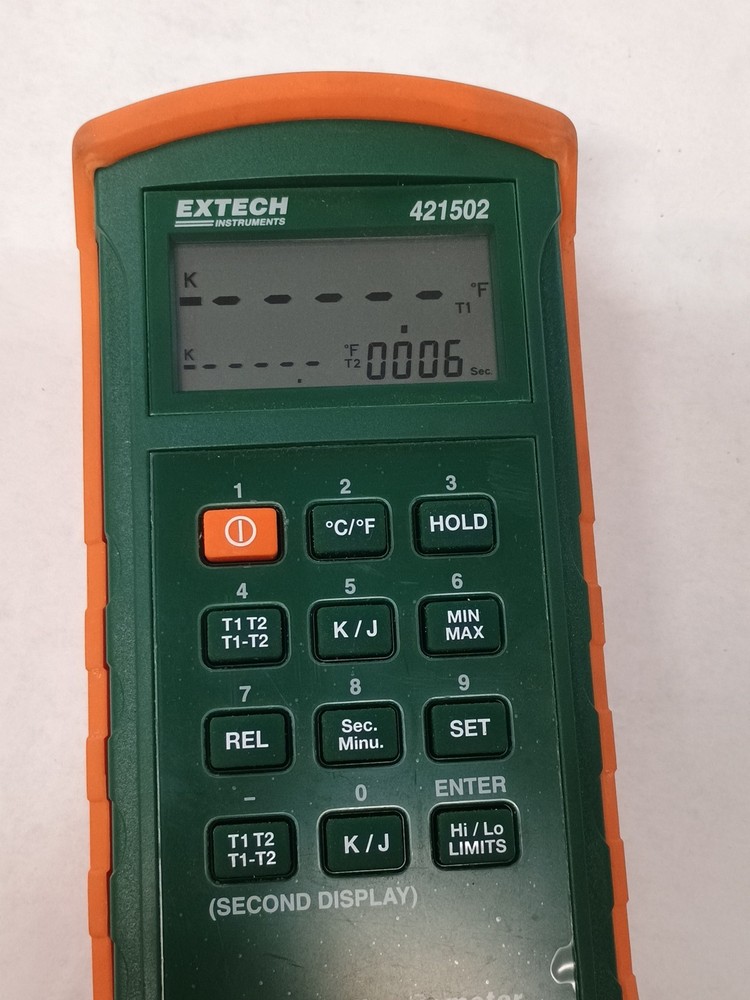 EXTECH
INSTRUMENTS
421502
K
- - - - - -
°F
T1
K
- - - - - -
°F
T2
0006
Sec.
1
2
3
°C/°F
HOLD
4
5
6
T1 T2
T1-T2
K / J
MIN
MAX
7
8
9
REL
Sec.
Minu.
SET
–
0
ENTER
T1 T2
T1-T2
K / J
Hi / Lo
LIMITS
(SECOND DISPLAY)